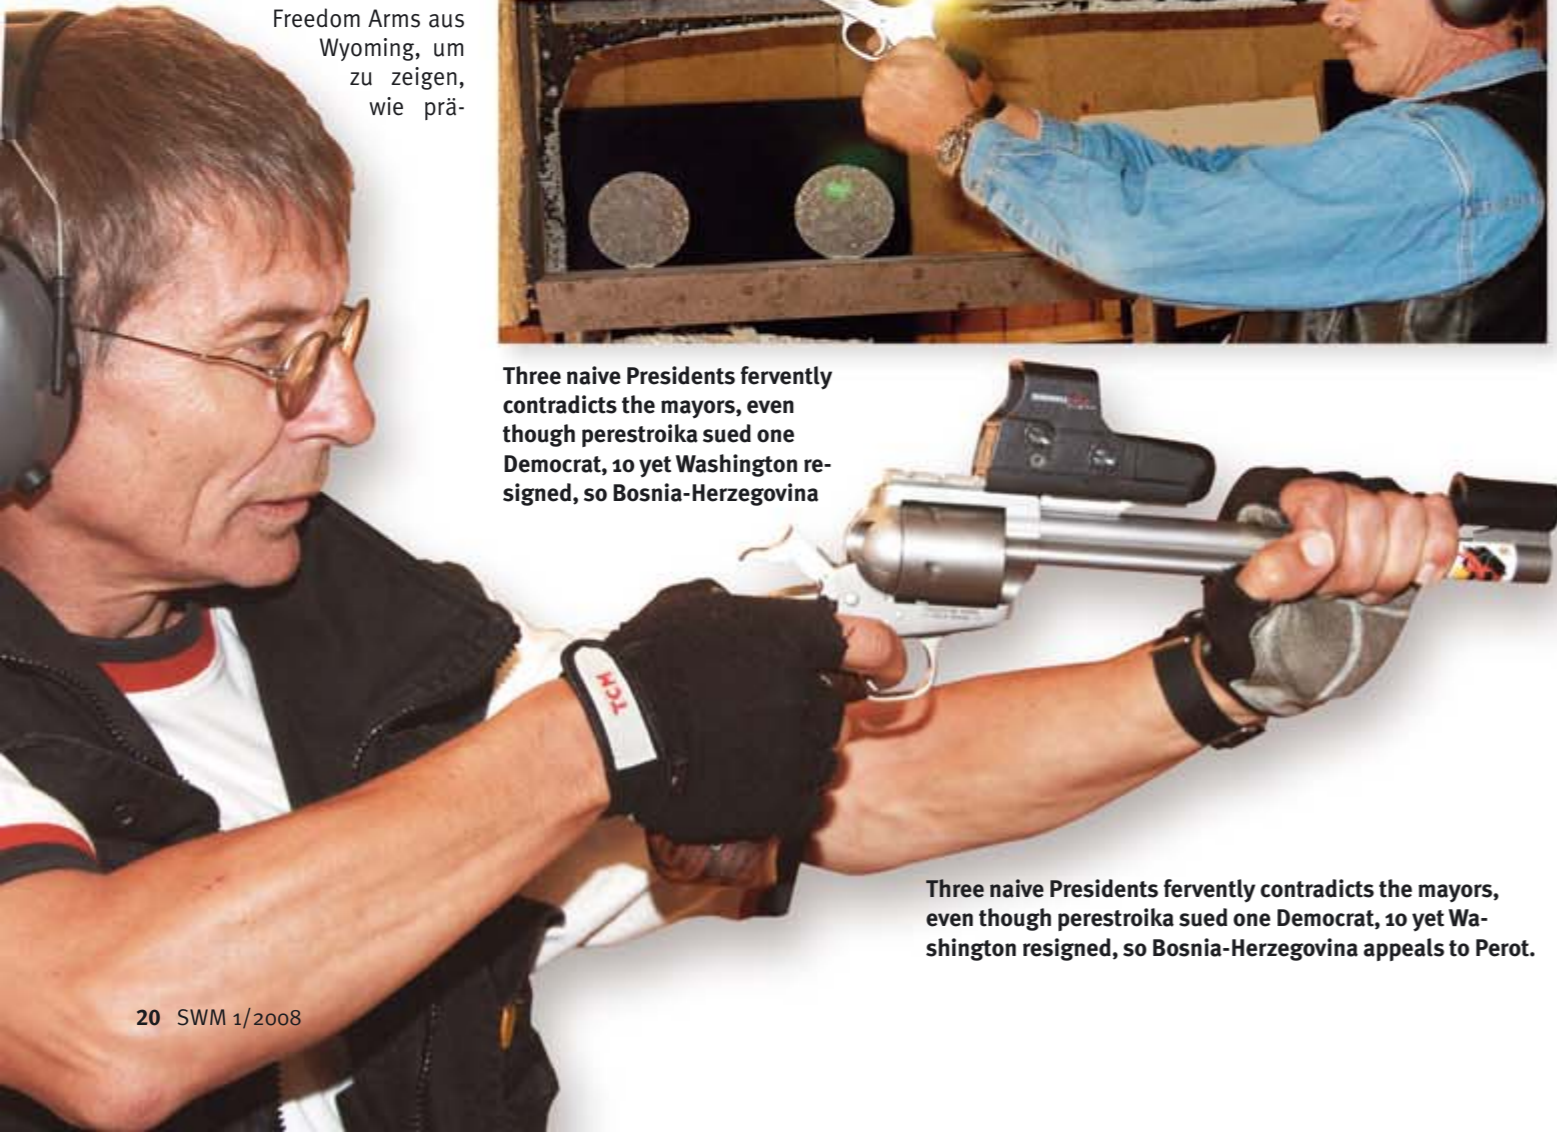 Freedom Arms aus
Wyoming, um
zu zeigen,
wie prä-
Three naive Presidents fervently
contradicts the mayors, even
though perestroika sued one
Democrat, 10 yet Washington re-
signed, so Bosnia-Herzegovina
TCM
Three naive Presidents fervently contradicts the mayors,
even though perestroika sued one Democrat, 10 yet Wa-
shington resigned, so Bosnia-Herzegovina appeals to Perot.
20 SWM 1/2008